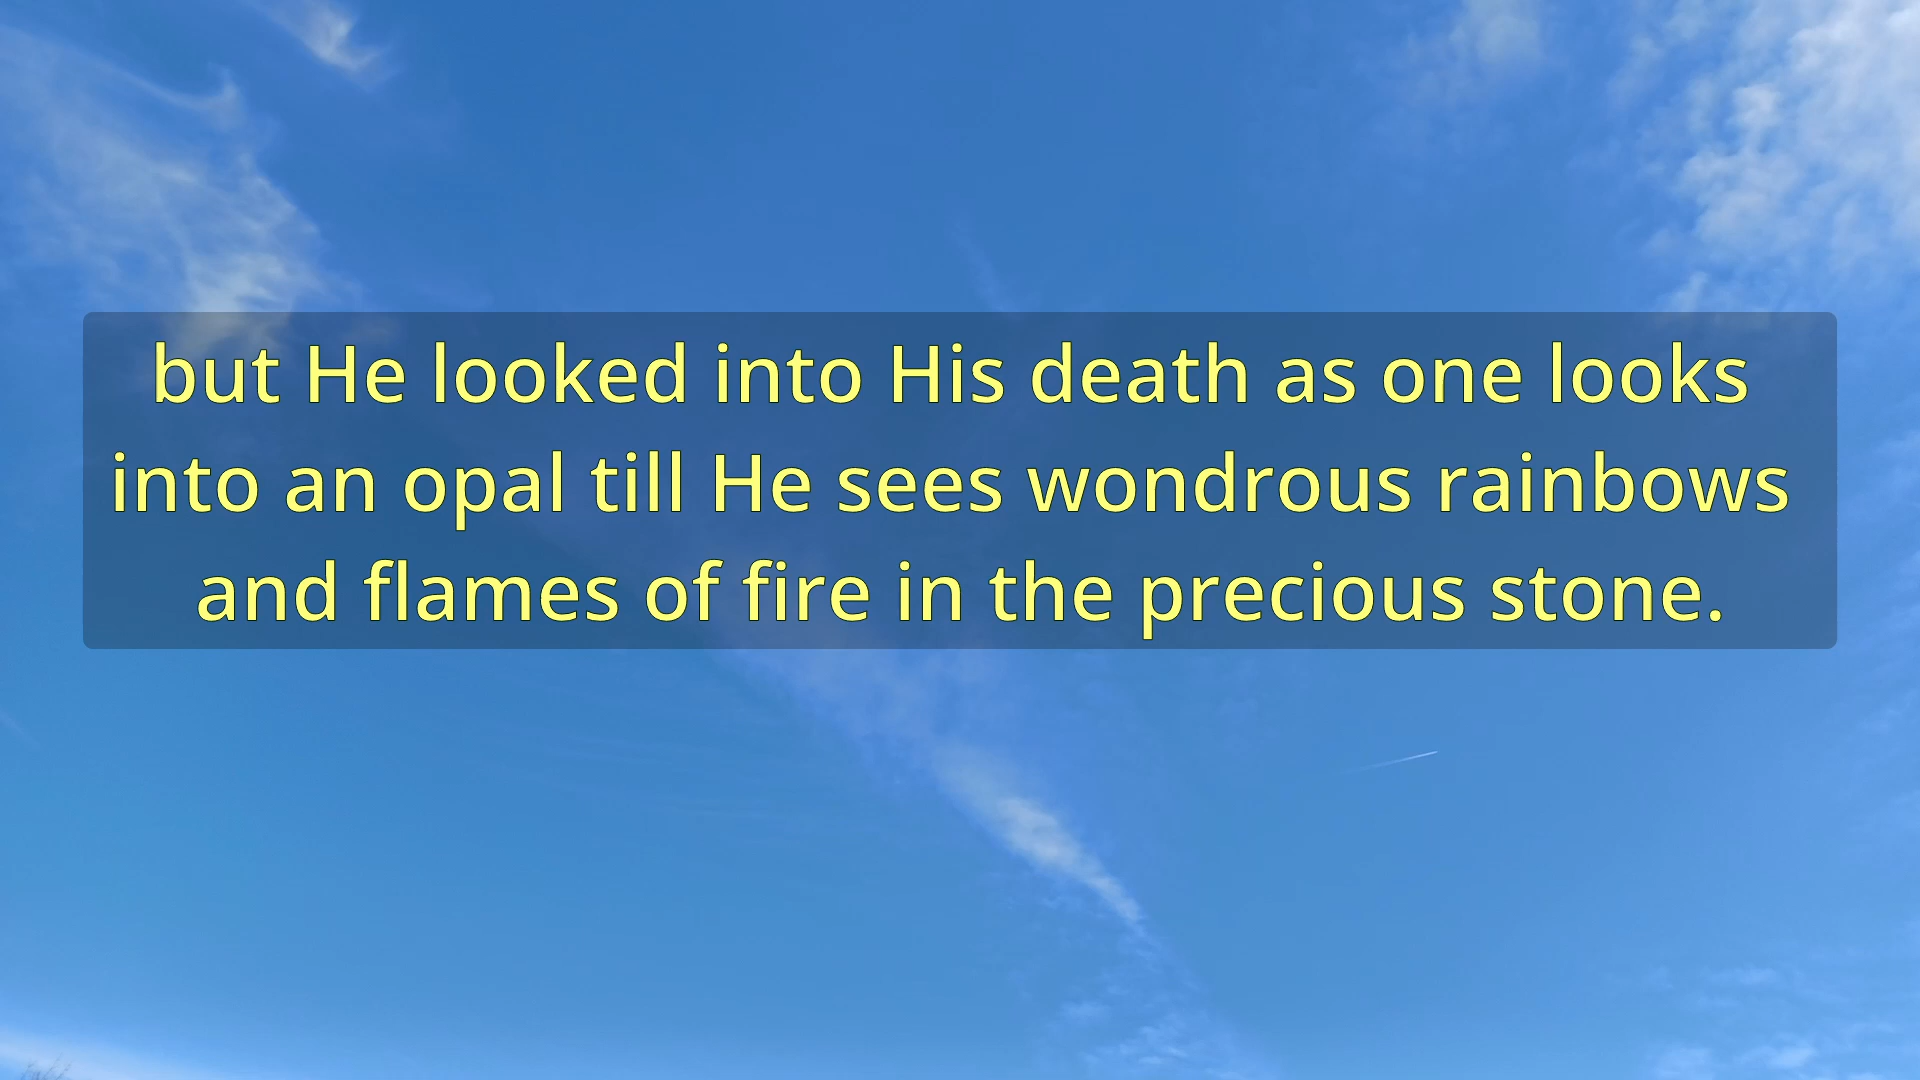 but He looked into His death as one looks
into an opal till He sees wondrous rainbows
and flames of fire in the precious stone.